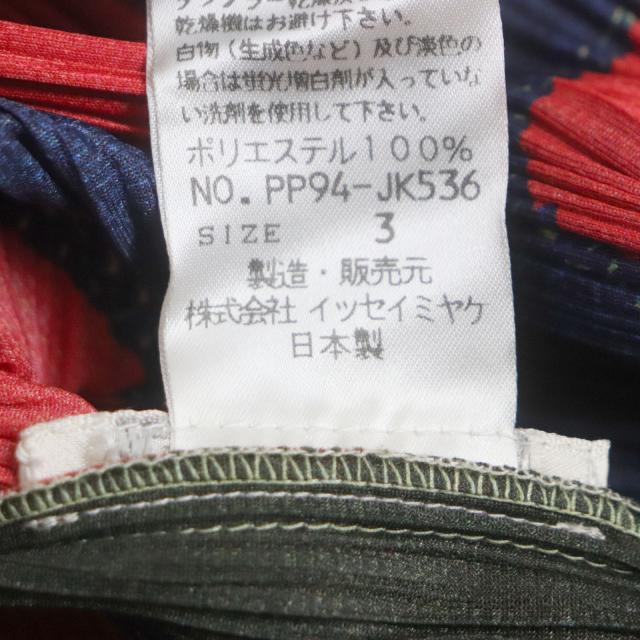 乾燥機はお避け下さい。
白物（生成色など）及び淡色の
場合は蛍光増白剤が入っていな
い洗剤を使用して下さい。
ポリエステル１００％
NO. PP94-JK536
SIZE 3
製造・販売元
株式会社 イッセイミヤケ
日本製